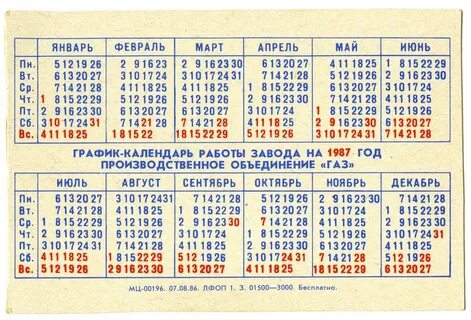 ЯНВАРЬ ФЕВРАЛЬ МАРТ АПРЕЛЬ МАЙ ИЮНЬ
Пн. 5 12 19 26 2 9 16 23 2 9 16 23 30 6 13 20 27 4 11 18 25 1 8 15 22 29
Вт. 6 13 20 27 3 10 17 24 3 10 17 24 31 7 14 21 28 5 12 19 26 2 9 16 23 30
Ср. 7 14 21 28 4 11 18 25 4 11 18 25 1 8 15 22 29 6 13 20 27 3 10 17 24
Чт. 1 8 15 22 29 5 12 19 26 5 12 19 26 2 9 16 23 30 7 14 21 28 4 11 18 25
Пт. 2 9 16 23 30 6 13 20 27 6 13 20 27 3 10 17 24 1 8 15 22 29 5 12 19 26
Сб. 3 10 17 24 31 7 14 21 28 7 14 21 28 4 11 18 25 2 9 16 23 30 6 13 20 27
Вс. 4 11 18 25 1 8 15 22 1 8 15 22 29 5 12 19 26 3 10 17 24 31 7 14 21 28
ГРАФИК-КАЛЕНДАРЬ РАБОТЫ ЗАВОДА НА 1987 ГОД
ПРОИЗВОДСТВЕННОЕ ОБЪЕДИНЕНИЕ «ГАЗ»
ИЮЛЬ АВГУСТ СЕНТЯБРЬ ОКТЯБРЬ НОЯБРЬ ДЕКАБРЬ
Пн. 6 13 20 27 3 10 17 24 31 7 14 21 28 5 12 19 26 2 9 16 23 30 7 14 21 28
Вт. 7 14 21 28 4 11 18 25 1 8 15 22 29 6 13 20 27 3 10 17 24 1 8 15 22 29
Ср. 1 8 15 22 29 5 12 19 26 2 9 16 23 30 7 14 21 28 4 11 18 25 2 9 16 23 30
Чт. 2 9 16 23 30 6 13 20 27 3 10 17 24 1 8 15 22 29 5 12 19 26 3 10 17 24 31
Пт. 3 10 17 24 31 7 14 21 28 4 11 18 25 2 9 16 23 30 6 13 20 27 4 11 18 25
Сб. 4 11 18 25 1 8 15 22 29 5 12 19 26 3 10 17 24 31 7 14 21 28 5 12 19 26
Вс. 5 12 19 26 2 9 16 23 30 6 13 20 27 4 11 18 25 1 8 15 22 29 6 13 20 27
МЦ-00196. 07.08.86. ЛФОП 1. З. 01500—3000. Бесплатно.